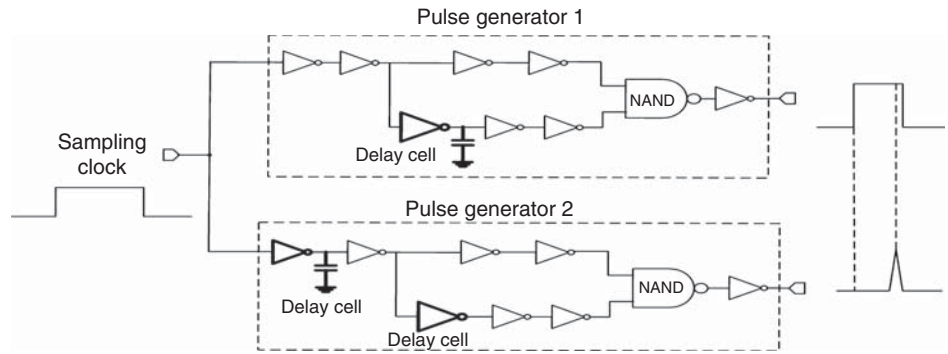 Pulse generator 1
NAND
Delay cell
Sampling
clock
Pulse generator 2
NAND
Delay cell
Delay cell